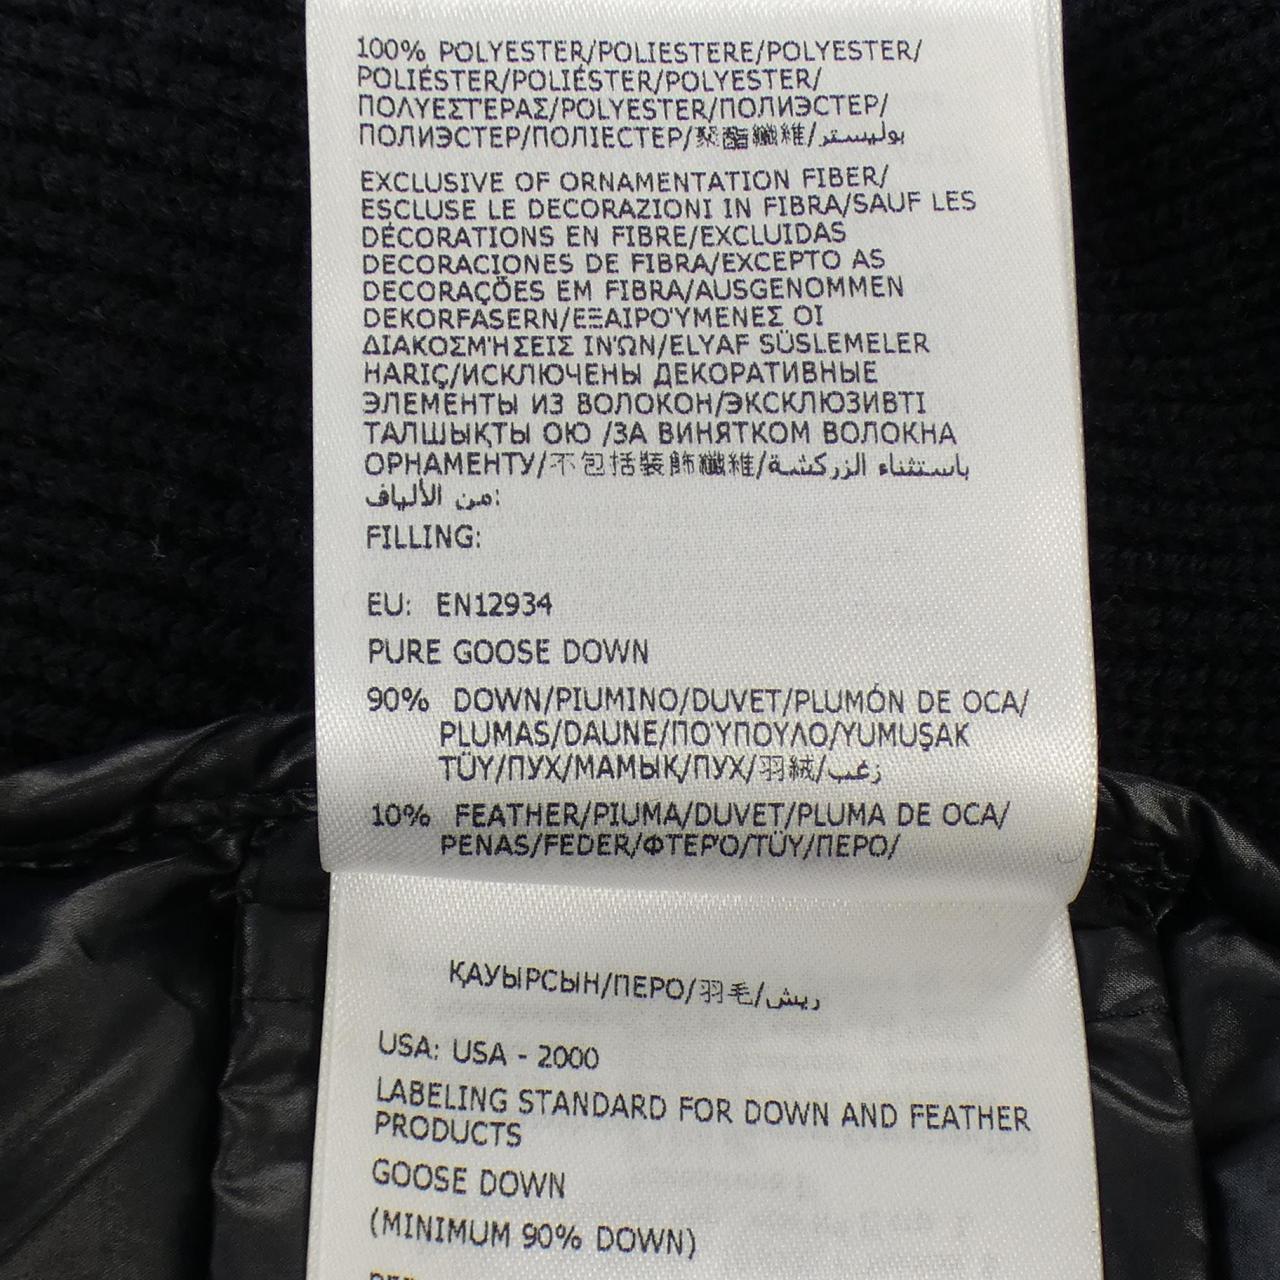 100% POLYESTER/POLIESTERE/POLYESTER/
POLIÉSTER/POLIÉSTER/POLYESTER/
ΠΟΛΥΕΣΤΈΡΑΣ/POLYESTER/ПОЛИЭСТЕР/
ПОЛИЭСТЕР/ПОЛІЕСТЕР/聚酯纖維/بوليستر
EXCLUSIVE OF ORNAMENTATION FIBER/
ESCLUSE LE DECORAZIONI IN FIBRA/SAUF LES
DÉCORATIONS EN FIBRE/EXCLUIDAS
DECORACIONES DE FIBRA/EXCEPTO AS
DECORAÇÕES EM FIBRA/AUSGENOMMEN
DEKORFASERN/ΕΞΑΙΡΟΎΜΕΝΕΣ ΟΙ
ΔΙΑΚΟΣΜΉΣΕΙΣ ΙΝΏΝ/ELYAF SÜSLEMELER
HARIÇ/ИСКЛЮЧЕНЫ ДЕКОРАТИВНЫЕ
ЭЛЕМЕНТЫ ИЗ ВОЛОКОН/ЭКСКЛЮЗИВТІ
ТАЛШЫҚТЫ ОЮ /ЗА ВИНЯТКОМ ВОЛОКНА
ОРНАМЕНТУ/不包括裝飾纖維/باستثناء الزركشة
من الألياف:
FILLING:
EU: EN12934
PURE GOOSE DOWN
90% DOWN/PIUMINO/DUVET/PLUMÓN DE OCA/
PLUMAS/DAUNE/ΠΟΎΠΟΥΛΟ/YUMUŞAK
TÜY/ПУХ/МАМЫҚ/ПУХ/羽絨/زغب
10% FEATHER/PIUMA/DUVET/PLUMA DE OCA/
PENAS/FEDER/ΦΤΕΡΌ/TÜY/ПЕРО/
ҚАУЫРСЫН/ПЕРО/羽毛/ريش
USA: USA - 2000
LABELING STANDARD FOR DOWN AND FEATHER
PRODUCTS
GOOSE DOWN
(MINIMUM 90% DOWN)